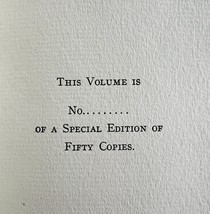 This Volume is
No.........
of a Special Edition of
Fifty Copies.